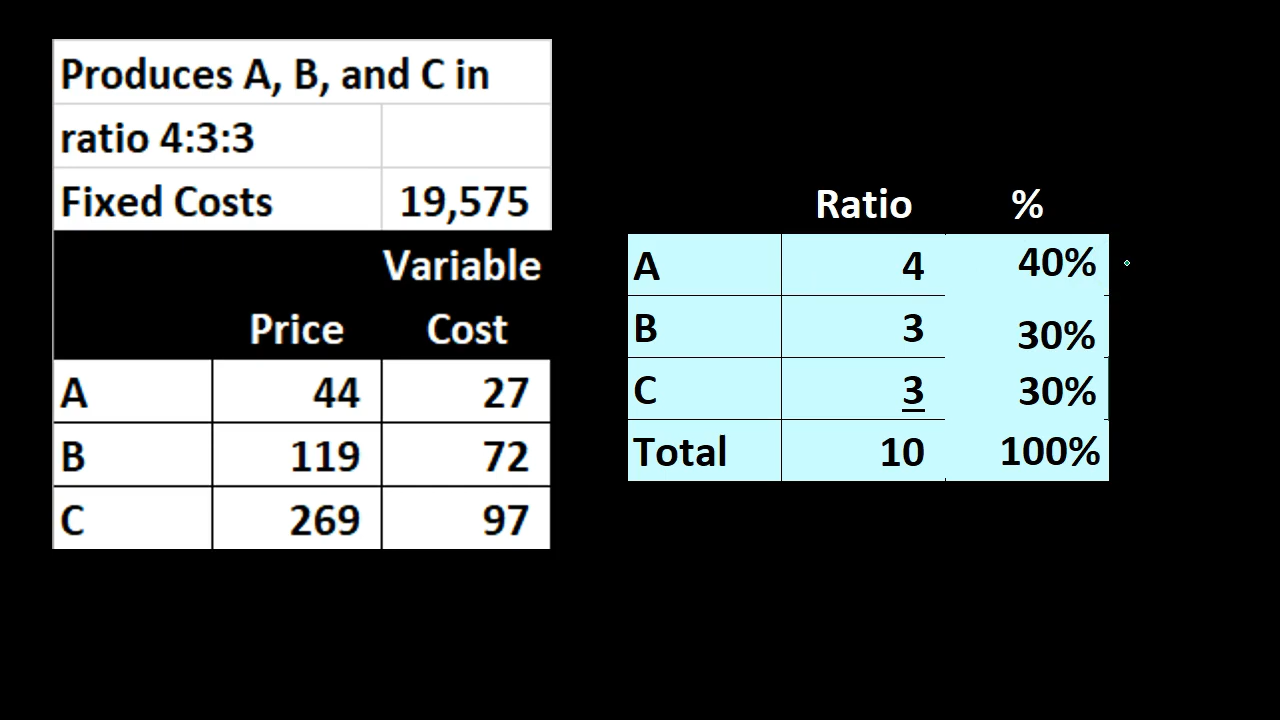 Produces A, B, and C in
ratio 4:3:3
Fixed Costs 19,575
Variable
Price Cost
A 44 27
B 119 72
C 269 97
Ratio %
A 4 40%
B 3 30%
C 3 30%
Total 10 100%